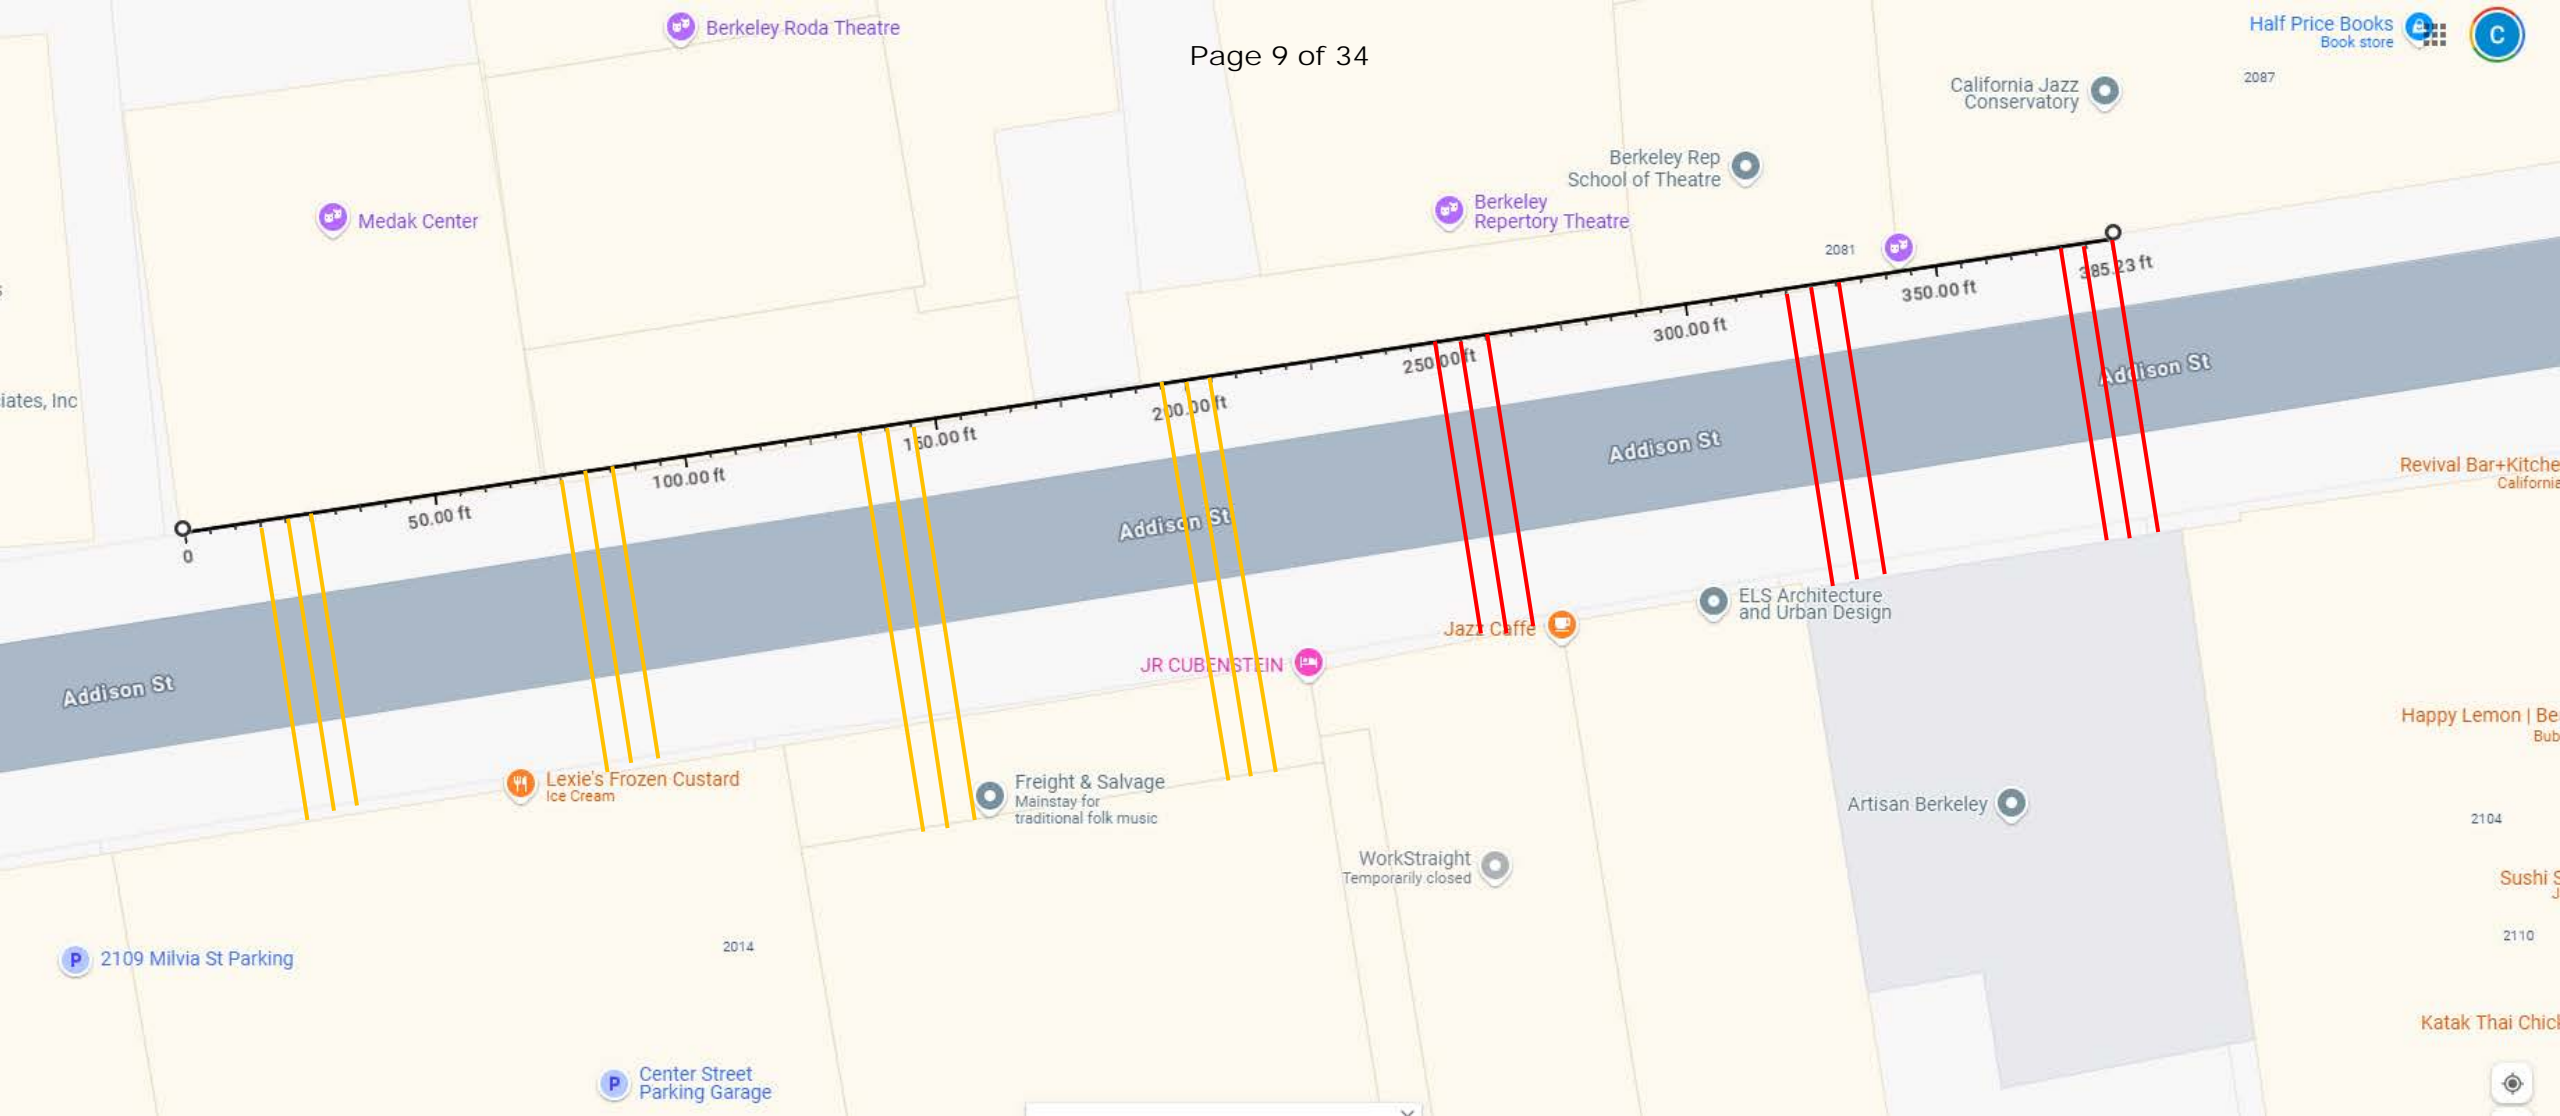 Page 9 of 34
Berkeley Roda Theatre
Half Price Books
Book store
C
2087
California Jazz
Conservatory
Berkeley Rep
School of Theatre
Medak Center
Berkeley
Repertory Theatre
2081
385.23 ft
350.00 ft
300.00 ft
250.00 ft
200.00 ft
150.00 ft
100.00 ft
50.00 ft
0
iates, Inc
Addison St
Addison St
Addison St
Addison St
Revival Bar+Kitche
California
ELS Architecture
and Urban Design
Jazz Caffe
JR CUBENSTEIN
Happy Lemon | Be
Bub
Lexie's Frozen Custard
Ice Cream
Freight & Salvage
Mainstay for
traditional folk music
Artisan Berkeley
2104
WorkStraight
Temporarily closed
Sushi S
J
2014
2110
P
2109 Milvia St Parking
Katak Thai Chic
P
Center Street
Parking Garage